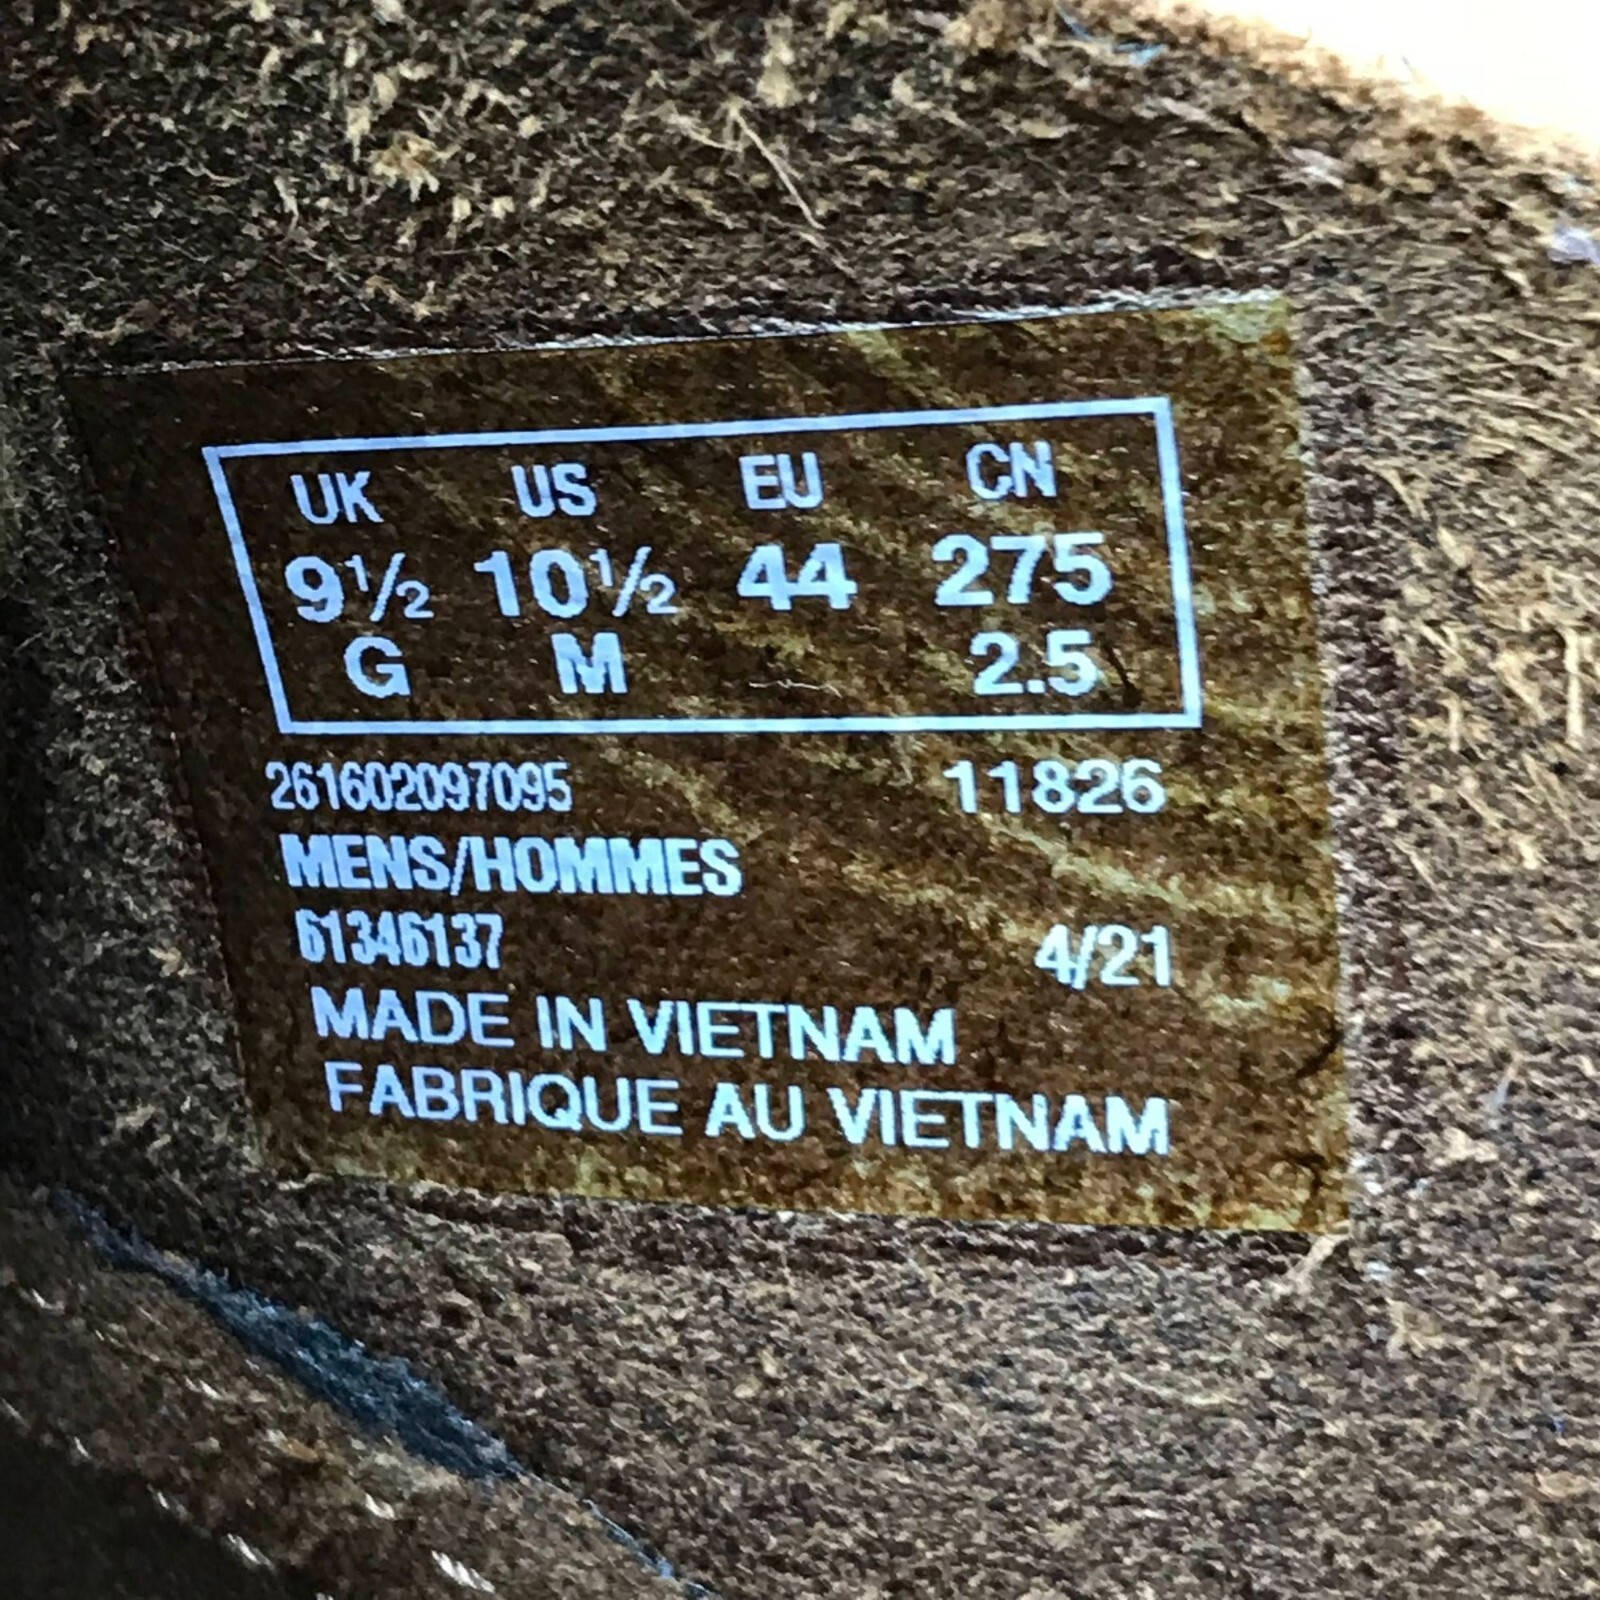 UK US EU CN
9½ 10½ 44 275
G M 2.5
261602097095 11826
MENS/HOMMES
61346137 4/21
MADE IN VIETNAM
FABRIQUE AU VIETNAM